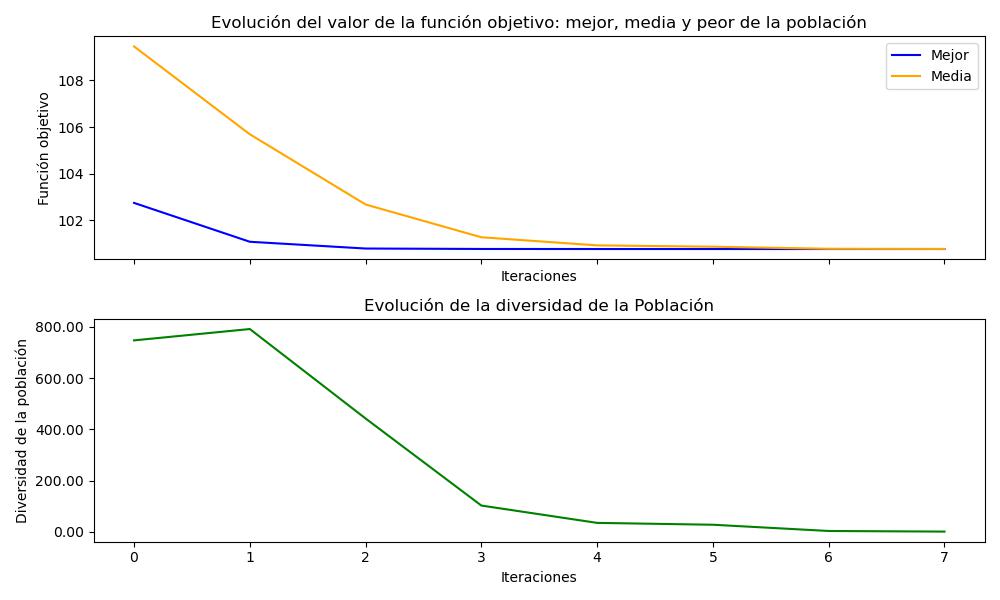 Evolución del valor de la función objetivo: mejor, media y peor de la población
Función objetivo
108
106
104
102
Mejor
Media
Iteraciones
Evolución de la diversidad de la Población
Diversidad de la población
800.00
600.00
400.00
200.00
0.00
0 1 2 3 4 5 6 7
Iteraciones